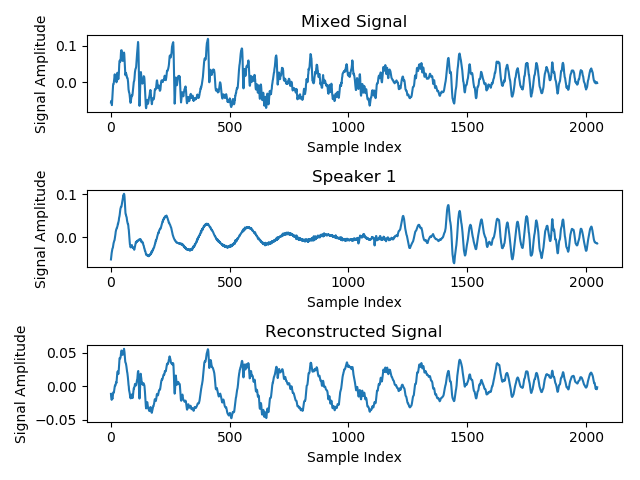 Mixed Signal
Signal Amplitude
0.1
0.0
0
500
1000
1500
2000
Sample Index
Speaker 1
Signal Amplitude
0.1
0.0
0
500
1000
1500
2000
Sample Index
Reconstructed Signal
Signal Amplitude
0.05
0.00
−0.05
0
500
1000
1500
2000
Sample Index